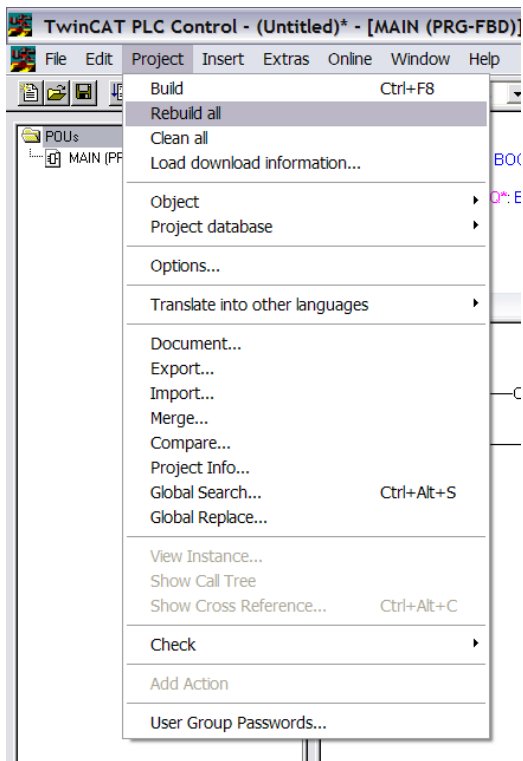 TwinCAT PLC Control - (Untitled)* - [MAIN (PRG-FBD)]
File Edit Project Insert Extras Online Window Help
Build Ctrl+F8
Rebuild all
POUs
Clean all
MAIN (PR
Load download information...
BOO
Object
Q*: B
Project database
Options...
Translate into other languages
Document...
Export...
Import...
Merge...
Compare...
Project Info...
Global Search... Ctrl+Alt+S
Global Replace...
View Instance...
Show Call Tree
Show Cross Reference... Ctrl+Alt+C
Check
Add Action
User Group Passwords...